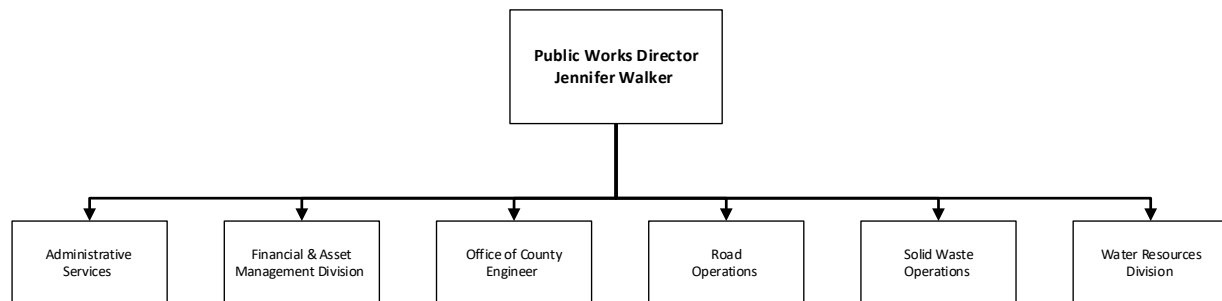 Public Works Director
Jennifer Walker
Administrative
Services
Financial & Asset
Management Division
Office of County
Engineer
Road
Operations
Solid Waste
Operations
Water Resources
Division